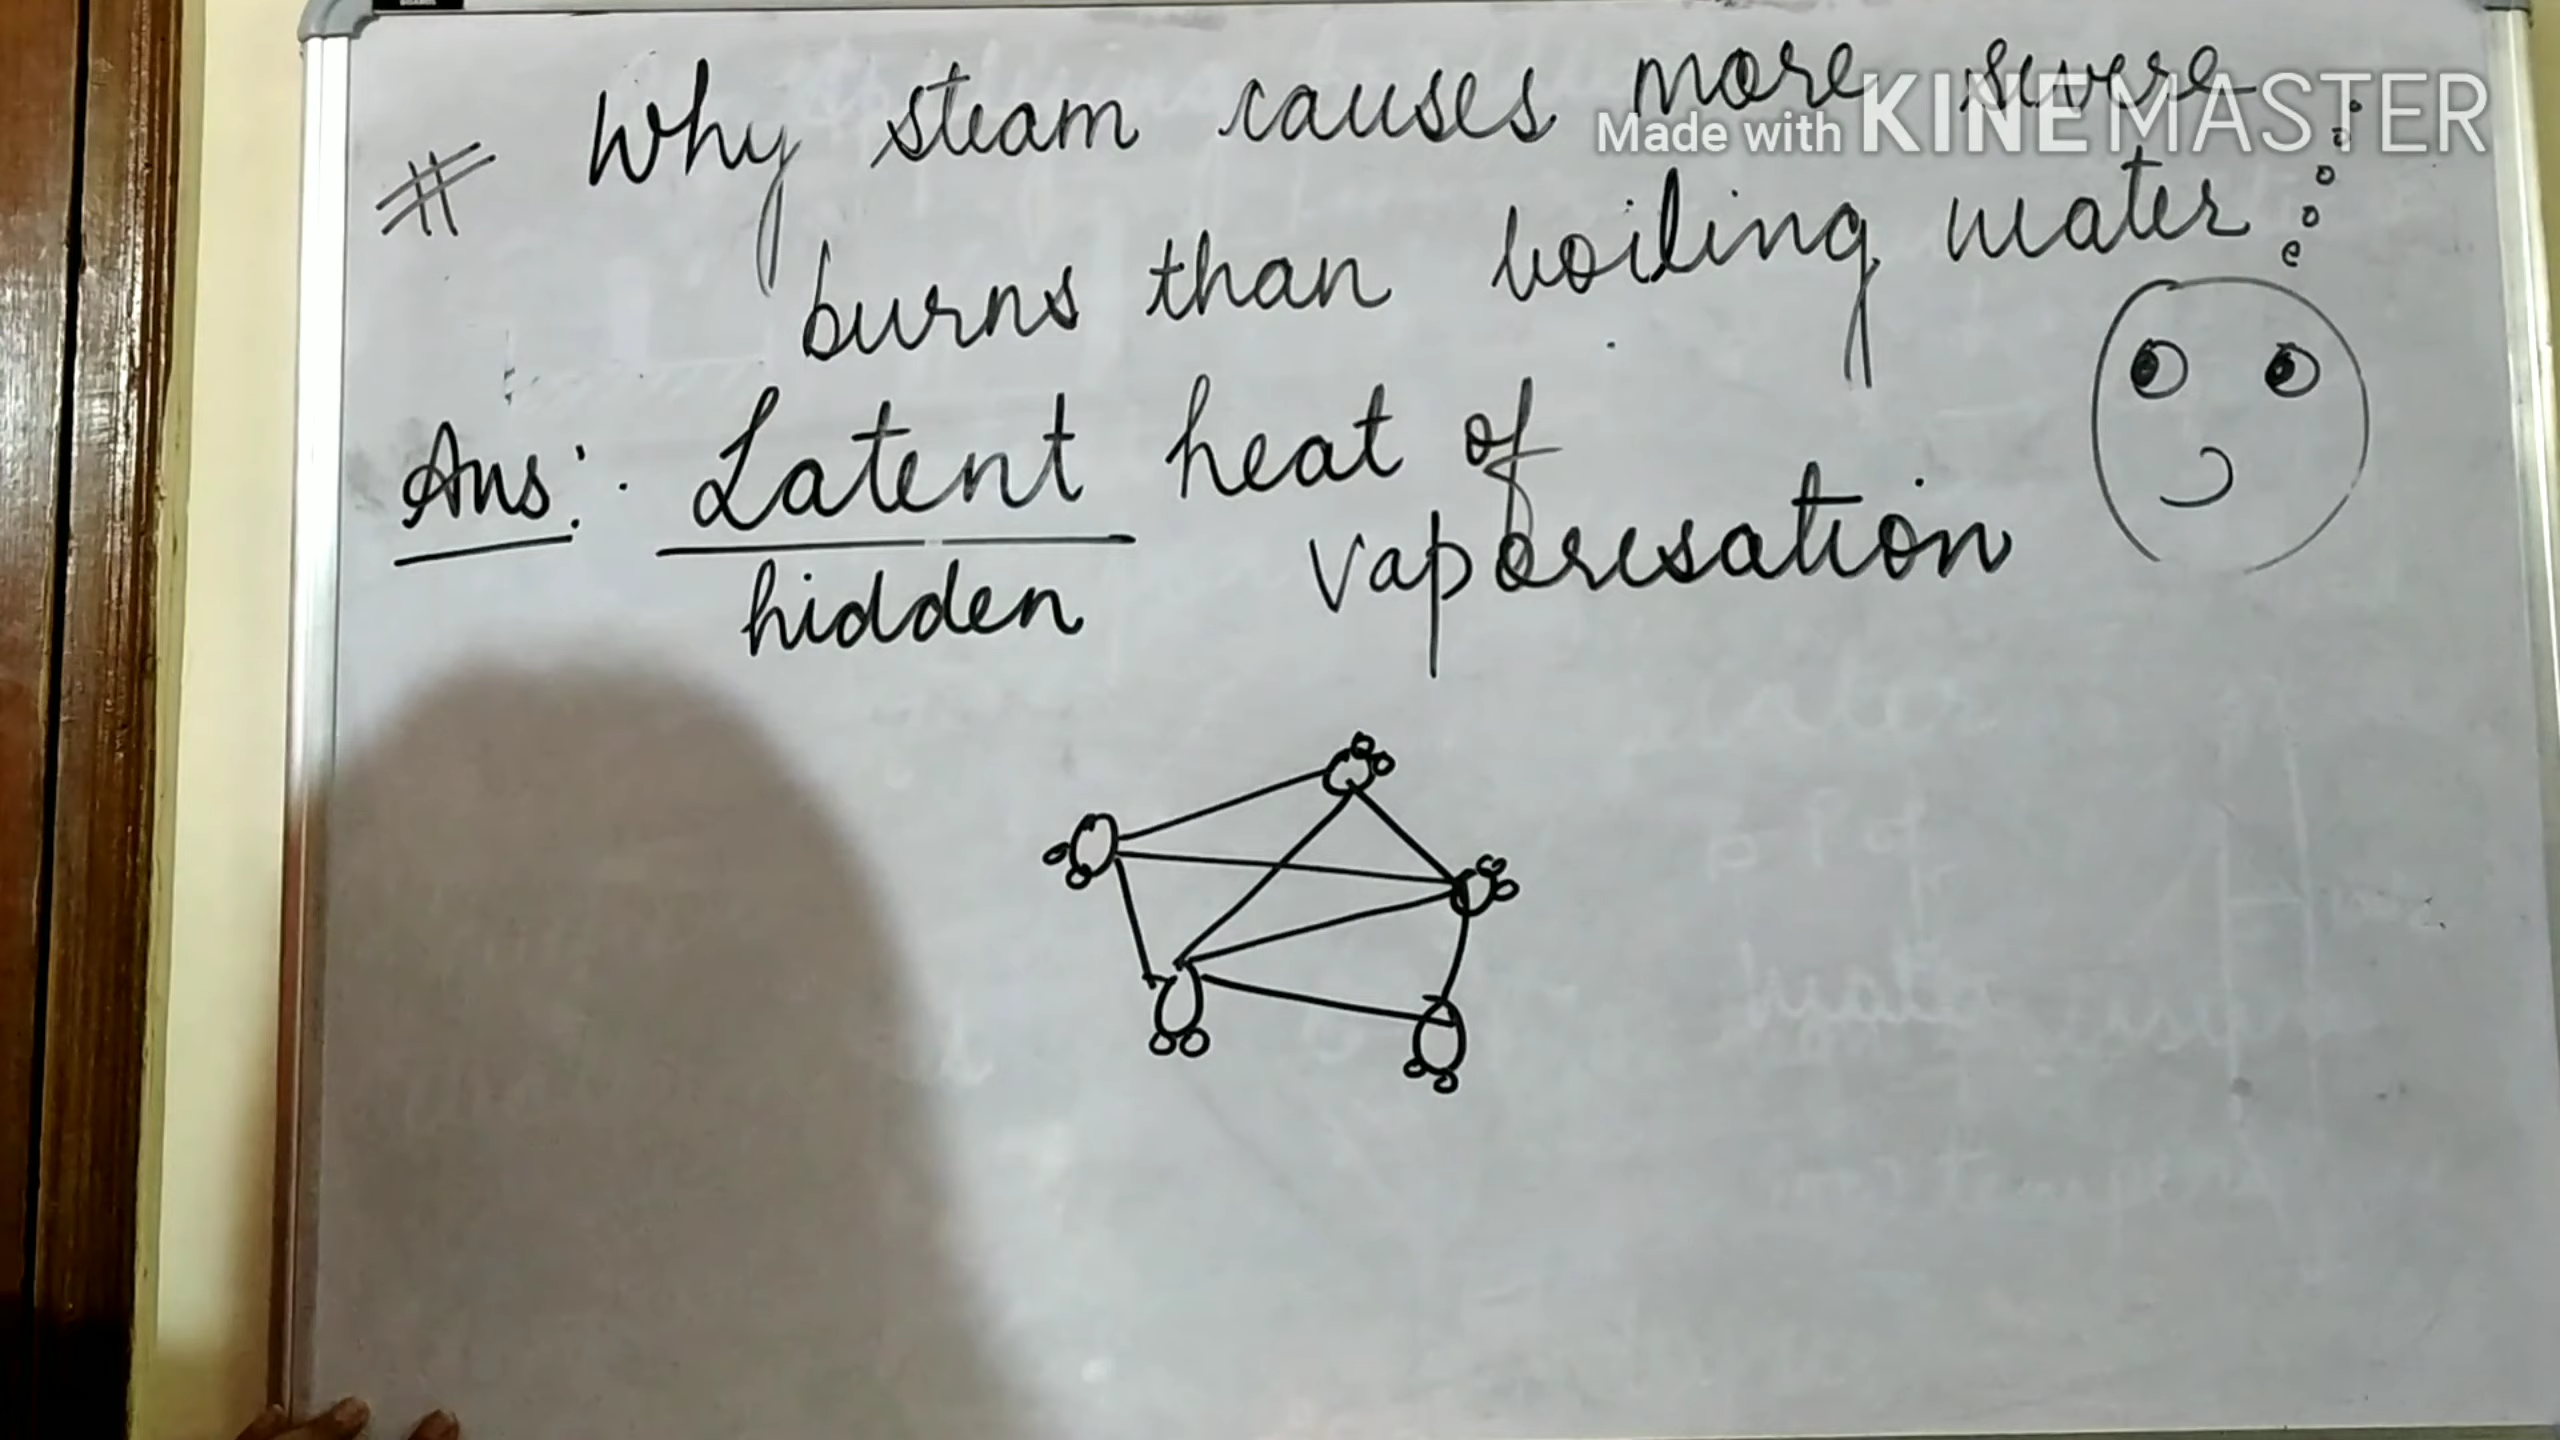 # Why steam causes more severe
Made with KINEMASTER
burns than boiling water
Ans: Latent heat of
vaporisation
hidden